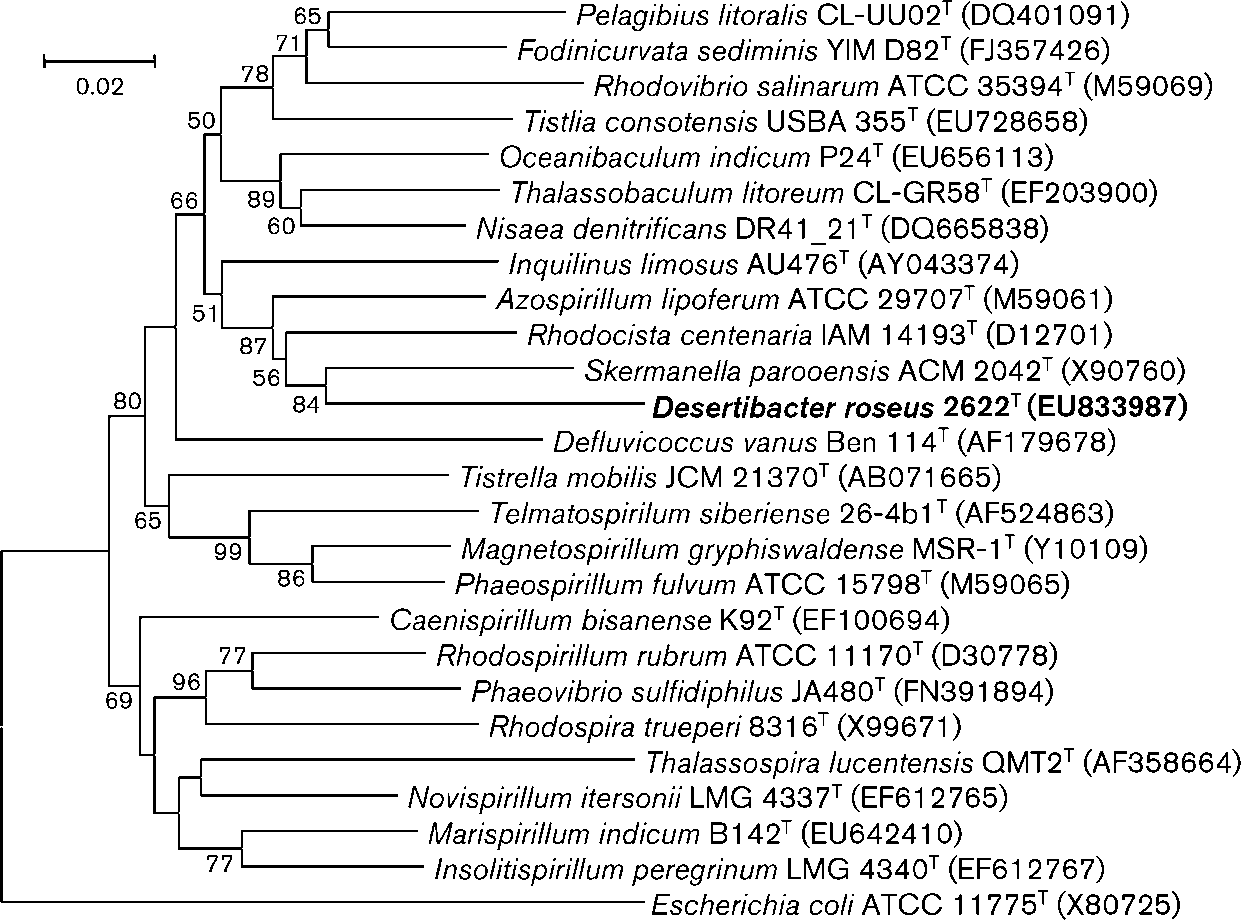 65 Pelagibius litoralis CL-UU02T (DQ401091)
71 Fodinicurvata sediminis YIM D82T (FJ357426)
78 Rhodovibrio salinarum ATCC 35394T (M59069)
0.02
50 Tistlia consotensis USBA 355T (EU728658)
Oceanibaculum indicum P24T (EU656113)
66 89 Thalassobaculum litoreum CL-GR58T (EF203900)
60 Nisaea denitrificans DR41_21T (DQ665838)
Inquilinus limosus AU476T (AY043374)
51 Azospirillum lipoferum ATCC 29707T (M59061)
87 Rhodocista centenaria IAM 14193T (D12701)
56 Skermanella parooensis ACM 2042T (X90760)
80 84 Desertibacter roseus 2622T (EU833987)
Defluvicoccus vanus Ben 114T (AF179678)
Tistrella mobilis JCM 21370T (AB071665)
65 Telmatospirilum siberiense 26-4b1T (AF524863)
99 Magnetospirillum gryphiswaldense MSR-1T (Y10109)
86 Phaeospirillum fulvum ATCC 15798T (M59065)
Caenispirillum bisanense K92T (EF100694)
77 Rhodospirillum rubrum ATCC 11170T (D30778)
69 96 Phaeovibrio sulfidiphilus JA480T (FN391894)
Rhodospira trueperi 8316T (X99671)
Thalassospira lucentensis QMT2T (AF358664)
Novispirillum itersonii LMG 4337T (EF612765)
Marispirillum indicum B142T (EU642410)
77 Insolitispirillum peregrinum LMG 4340T (EF612767)
Escherichia coli ATCC 11775T (X80725)